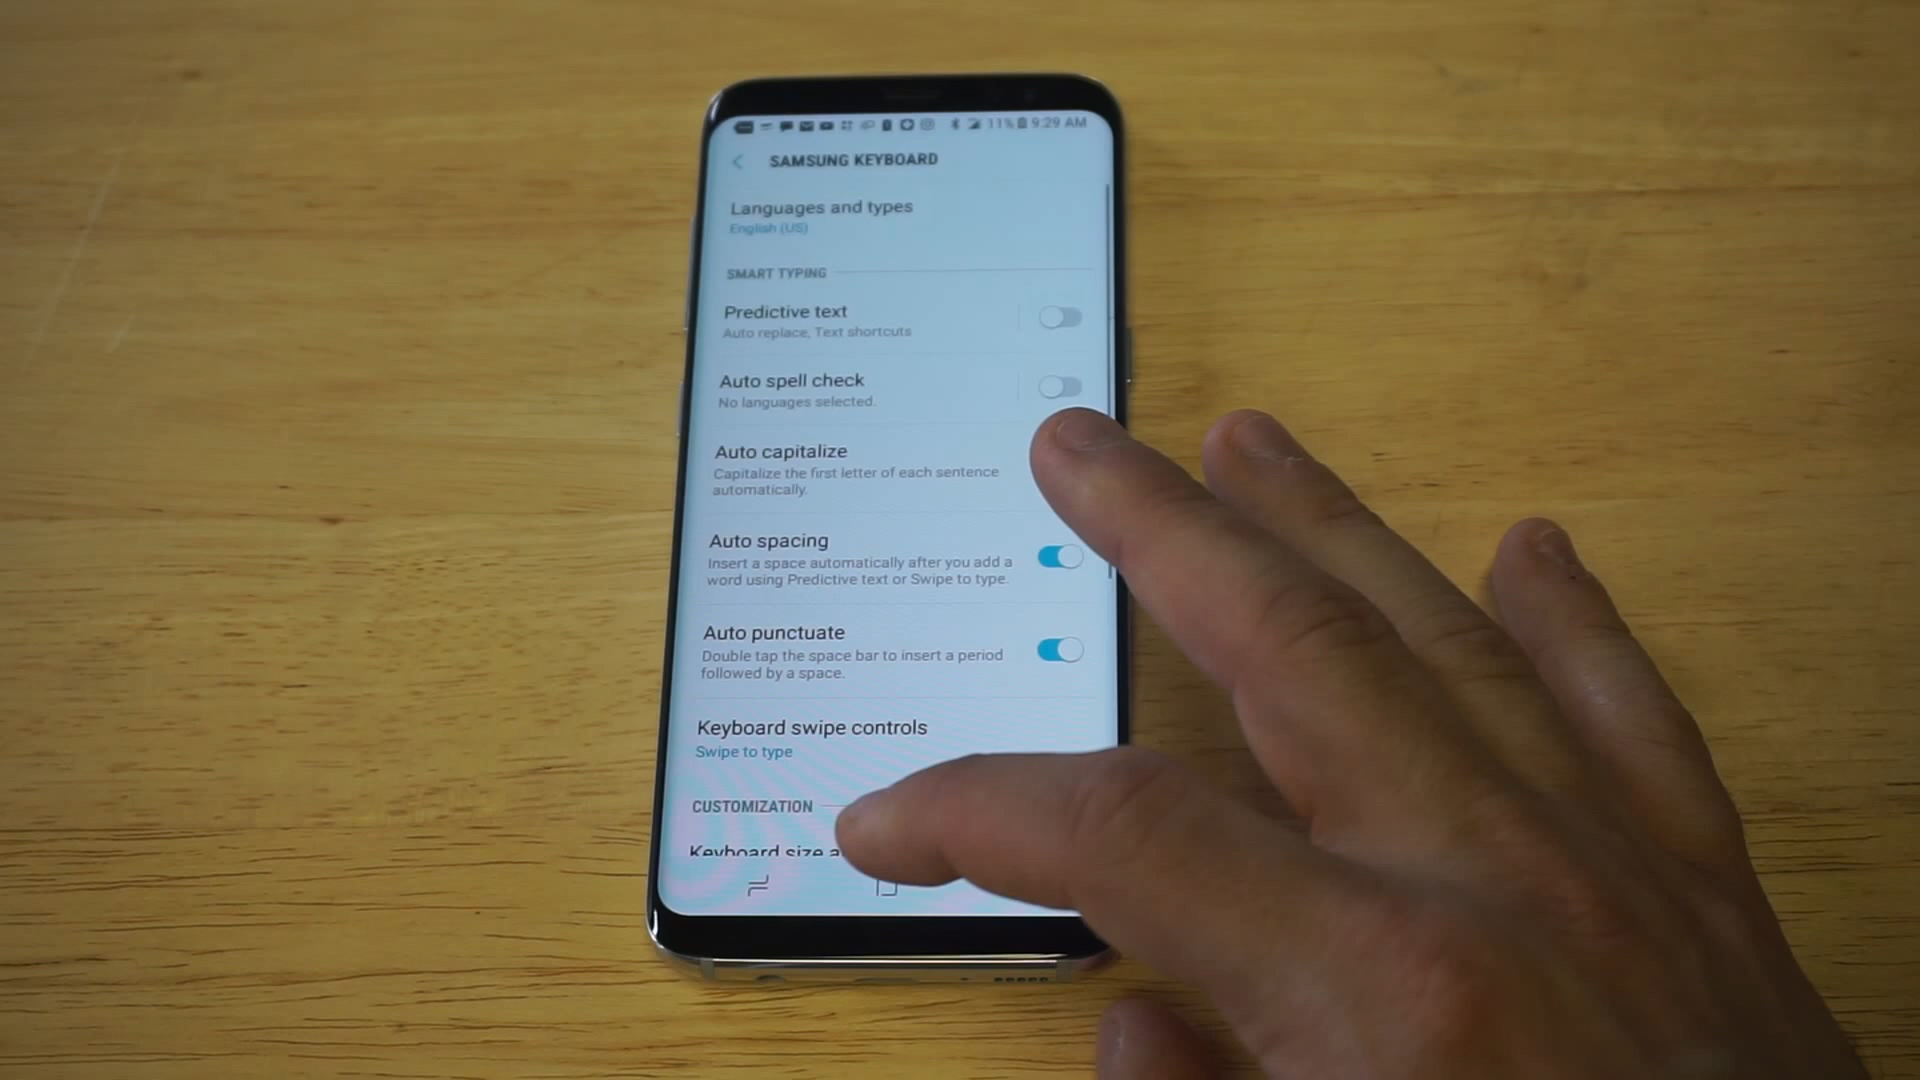 11% 9:29 AM
SAMSUNG KEYBOARD
Languages and types
English (US)
SMART TYPING
Predictive text
Auto replace, Text shortcuts
Auto spell check
No languages selected.
Auto capitalize
Capitalize the first letter of each sentence
automatically.
Auto spacing
Insert a space automatically after you add a
word using Predictive text or Swipe to type.
Auto punctuate
Double tap the space bar to insert a period
followed by a space.
Keyboard swipe controls
Swipe to type
CUSTOMIZATION
Keyboard size a